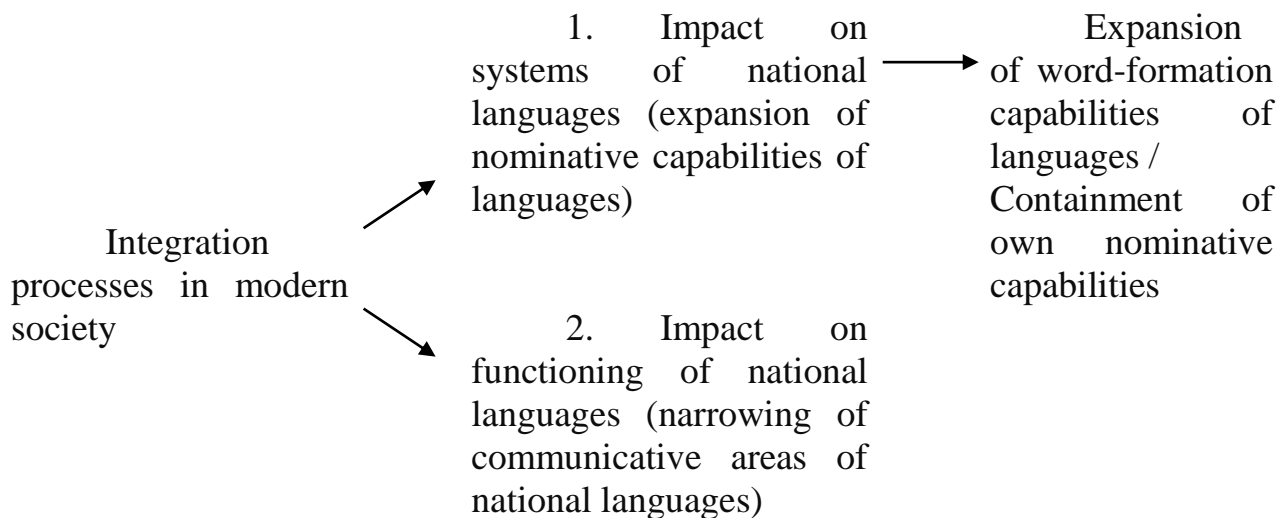 Integration
processes in modern
society
1. Impact on
systems of national
languages (expansion of
nominative capabilities of
languages)
Expansion
of word-formation
capabilities of
languages /
Containment of
own nominative
capabilities
2. Impact on
functioning of national
languages (narrowing of
communicative areas of
national languages)